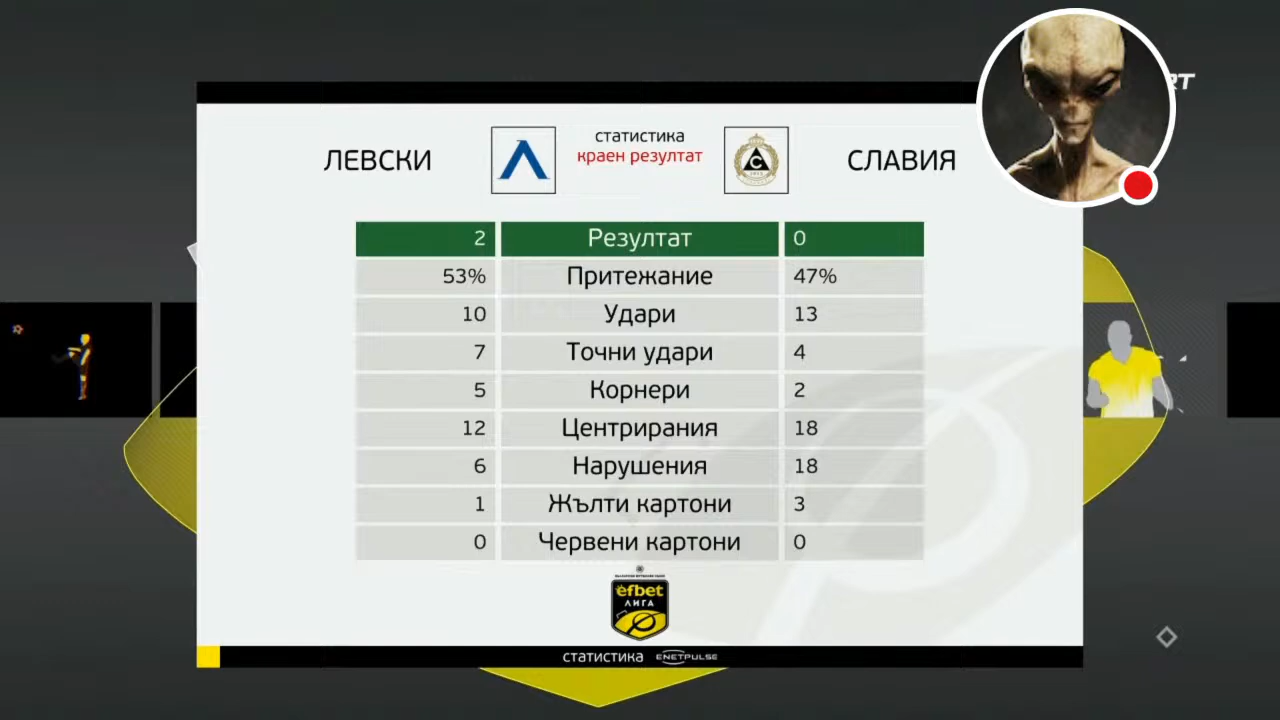 RT
статистика
ЛЕВСКИ
краен резултат
СЛАВИЯ
C
2 Резултат 0
53% Притежание 47%
10 Удари 13
7 Точни удари 4
5 Корнери 2
12 Центрирания 18
6 Нарушения 18
1 Жълти картони 3
0 Червени картони 0
efbet
ЛИГА
статистика ENETPULSE